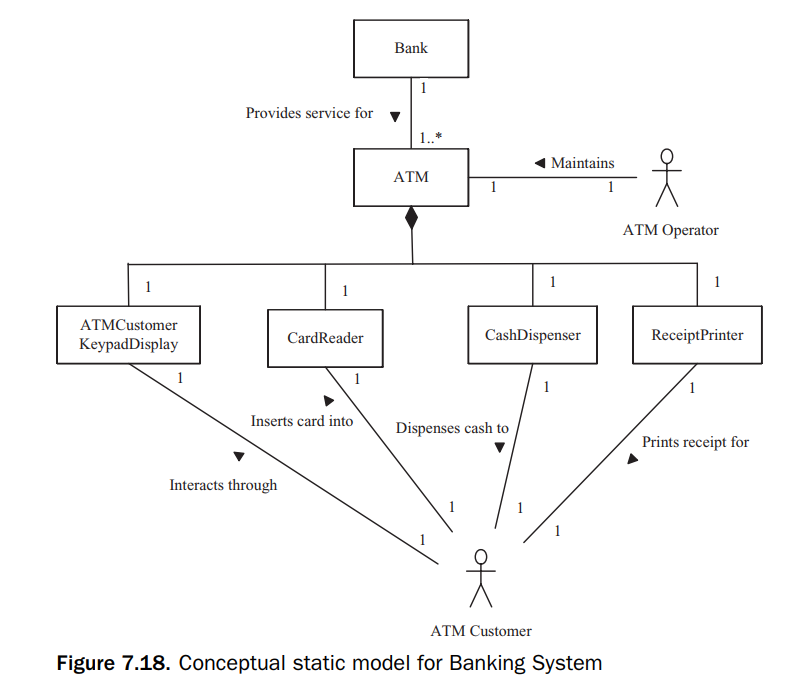 Bank
1
Provides service for
1..*
ATM
Maintains
1
1
ATM Operator
1
1
1
1
ATMCustomer
KeypadDisplay
CardReader
CashDispenser
ReceiptPrinter
1
1
1
1
Inserts card into
Dispenses cash to
Prints receipt for
Interacts through
1
1
1
1
ATM Customer
Figure 7.18. Conceptual static model for Banking System